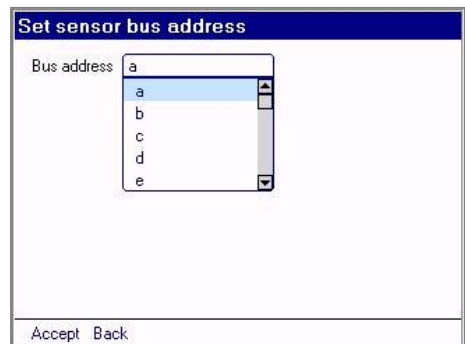 Set sensor bus address
Bus address a
a
b
c
d
e
Accept Back